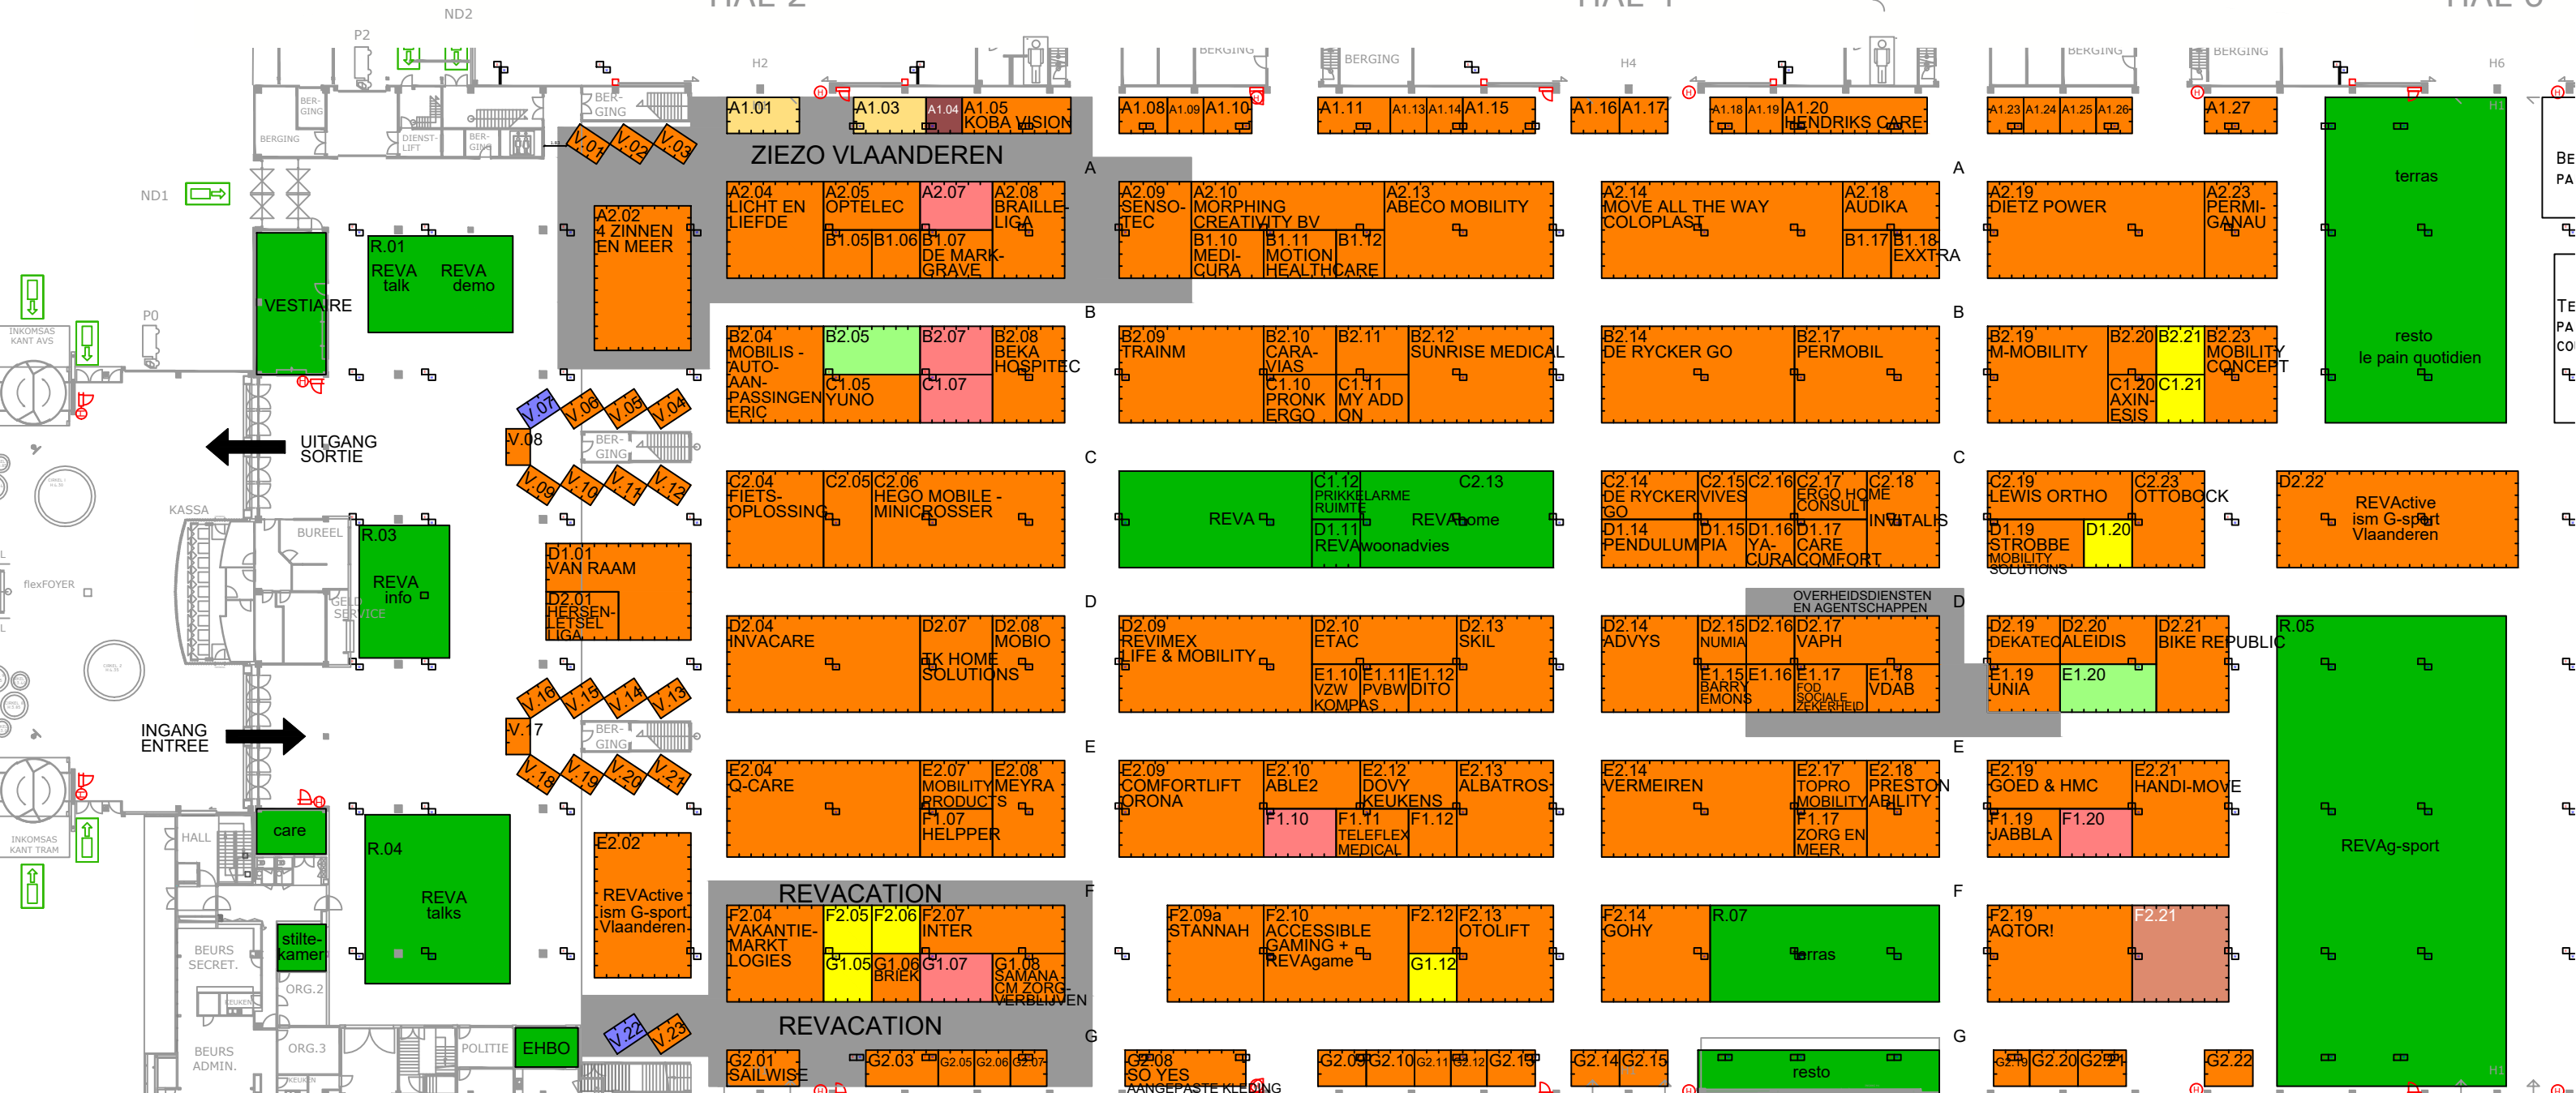 ND2
P2
H2
BERGING
BERGING
H4
BERGING
BERGING
H6
BER-
GING
BERGING
DIENST-
LIFT
BER-
GING
BER-
GING
A1.01
A1.03
A1.04
A1.05
KOBA VISION
A1.08
A1.09
A1.10
A1.11
A1.13
A1.14
A1.15
A1.16
A1.17
A1.18
A1.19
A1.20
HENDRIKS CARE
A1.23
A1.24
A1.25
A1.26
A1.27
H1
V.01
V.02
V.03
ZIEZO VLAANDEREN
A
A
ND1
A2.02
4 ZINNEN
EN MEER
A2.04
LICHT EN
LIEFDE
A2.05
OPTELEC
A2.07
A2.08
BRAILLE-
LIGA
B1.05
B1.06
B1.07
DE MARK-
GRAVE
A2.09
SENSO-
TEC
A2.10
MORPHING
CREATIVITY BV
A2.13
ABECO MOBILITY
B1.10
MEDI-
CURA
B1.11
MOTION
HEALTHCARE
B1.12
A2.14
MOVE ALL THE WAY
COLOPLAST
A2.18
AUDIKA
B1.17
B1.18
EXXTRA
A2.19
DIETZ POWER
A2.23
PERMI-
GANAU
terras
resto
le pain quotidien
VESTIAIRE
R.01
REVA
talk
REVA
demo
P0
INKOMSAS
KANT AVS
B
B
B2.04
MOBILIS -
AUTO-
AAN-
PASSINGEN
ERIC
B2.05
B2.07
B2.08
BEKA
HOSPITEC
C1.05
YUNO
C1.07
B2.09
TRAINM
B2.10
CARA-
VIAS
B2.11
B2.12
SUNRISE MEDICAL
C1.10
PRONK
ERGO
C1.11
MY ADD
ON
B2.14
DE RYCKER GO
B2.17
PERMOBIL
B2.19
M-MOBILITY
B2.20
B2.21
B2.23
MOBILITY
CONCEPT
C1.20
AXIN-
ESIS
C1.21
V.07
V.06
V.05
V.04
V.08
BER-
GING
V.09
V.10
V.11
V.12
UITGANG
SORTIE
C
C
C2.04
FIETS-
OPLOSSING
C2.05
C2.06
HEGO MOBILE -
MINICROSSER
REVA
C1.12
PRIKKELARME
RUIMTE
C2.13
REVAhome
D1.11
REVAwoonadvies
C2.14
DE RYCKER
GO
C2.15
VIVES
C2.16
C2.17
ERGO HOME
CONSULT
C2.18
INVITALIS
D1.14
PENDULUM
D1.15
PIA
D1.16
YA-
CURA
D1.17
CARE
COMFORT
C2.19
LEWIS ORTHO
C2.23
OTTOBOCK
D1.19
STROBBE
MOBILITY
SOLUTIONS
D1.20
D2.22
REVActive
ism G-sport
Vlaanderen
KASSA
BUREEL
GELD
SERVICE
flexFOYER
R.03
REVA
info
D1.01
VAN RAAM
D2.01
HERSEN-
LETSEL
LIGA
D
D
OVERHEIDSDIENSTEN
EN AGENTSCHAPPEN
D2.04
INVACARE
D2.07
TK HOME
SOLUTIONS
D2.08
MOBIO
D2.09
REVIMEX
LIFE & MOBILITY
D2.10
ETAC
D2.13
SKIL
E1.10
VZW
KOMPAS
E1.11
PVBW
E1.12
DITO
D2.14
ADVYS
D2.15
NUMIA
D2.16
D2.17
VAPH
E1.15
BARRY
EMONS
E1.16
E1.17
FOD
SOCIALE
ZEKERHEID
E1.18
VDAB
D2.19
DEKATEC
D2.20
ALEIDIS
D2.21
BIKE REPUBLIC
E1.19
UNIA
E1.20
R.05
REVAg-sport
V.16
V.15
V.14
V.13
V.17
BER-
GING
V.18
V.19
V.20
V.21
INGANG
ENTREE
E
E
E2.04
Q-CARE
E2.07
MOBILITY
PRODUCTS
E2.08
MEYRA
F1.07
HELPPER
E2.09
COMFORTLIFT
ORONA
E2.10
ABLE2
E2.12
DOVY
KEUKENS
E2.13
ALBATROS
F1.10
F1.11
TELEFLEX
MEDICAL
F1.12
E2.14
VERMEIREN
E2.17
TOPRO
MOBILITY
E2.18
PRESTON
ABILITY
F1.17
ZORG EN
MEER
E2.19
GOED & HMC
E2.21
HANDI-MOVE
F1.19
JABBLA
F1.20
INKOMSAS
KANT TRAM
HALL
care
R.04
REVA
talks
E2.02
REVActive
ism G-sport
Vlaanderen
stilte-
kamer
BEURS
SECRET.
KEUKEN
ORG.2
REVACATION
F
F
F2.04
VAKANTIE-
MARKT
LOGIES
F2.05
F2.06
F2.07
INTER
G1.05
G1.06
BRIEK
G1.07
G1.08
SAMANA
CM ZORG-
VERBLIJVEN
F2.09a
STANNAH
F2.10
ACCESSIBLE
GAMING +
REVAgame
F2.12
F2.13
OTOLIFT
G1.12
F2.14
GOHY
R.07
terras
F2.19
AQTOR!
F2.21
REVACATION
V.22
V.23
G
G
BEURS
ADMIN.
ORG.3
KEUKEN
POLITIE
EHBO
G2.01
SAILWISE
G2.03
G2.05
G2.06
G2.07
G2.08
SO YES
AANGEPASTE KLEDING
G2.09
G2.10
G2.11
G2.12
G2.13
G2.14
G2.15
resto
G2.19
G2.20
G2.21
G2.22
H1